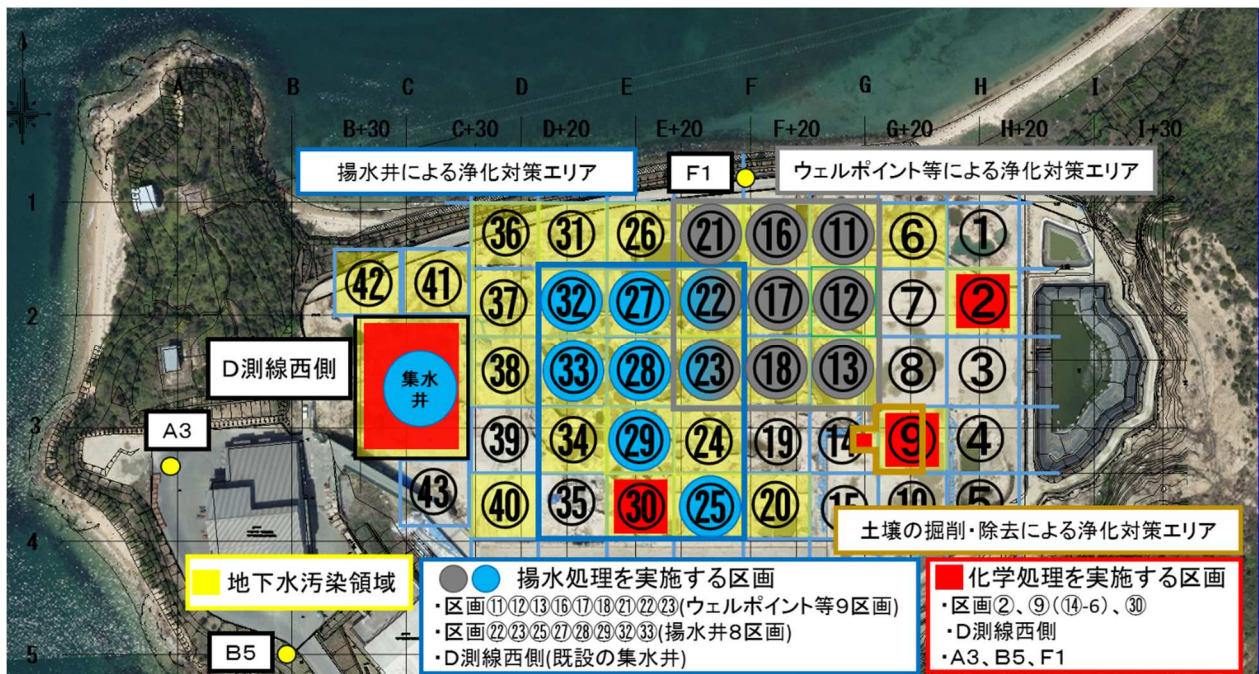 A B C D E F G H I
B+30 C+30 D+20 E+20 F+20 G+20 H+20 I+30
揚水井による浄化対策エリア
F1
ウェルポイント等による浄化対策エリア
1
㊱ ㉛ ㉖ ㉑ ⑯ ⑪ ⑥ ①
㊷ ㊶ ㊲ ㉜ ㉗ ㉒ ⑰ ⑫ ⑦ ②
2
D測線西側
集水
井
㊳ ㉝ ㉘ ㉓ ⑱ ⑬ ⑧ ③
3
A3
㊴ ㉞ ㉙ ㉔ ⑲ ⑭ ⑨ ④
㊸ ㊵ ㉟ ㉚ ㉕ ⑳ ⑮ ⑩ ⑤
4
土壌の掘削・除去による浄化対策エリア
地下水汚染領域
揚水処理を実施する区画
・区画⑪⑫⑬⑯⑰⑱㉑㉒㉓(ウェルポイント等9区画)
・区画㉒㉓㉕㉗㉘㉙㉜㉝(揚水井8区画)
・D測線西側(既設の集水井)
化学処理を実施する区画
・区画②、⑨(⑭-6)、㉚
・D測線西側
・A3、B5、F1
B5
5